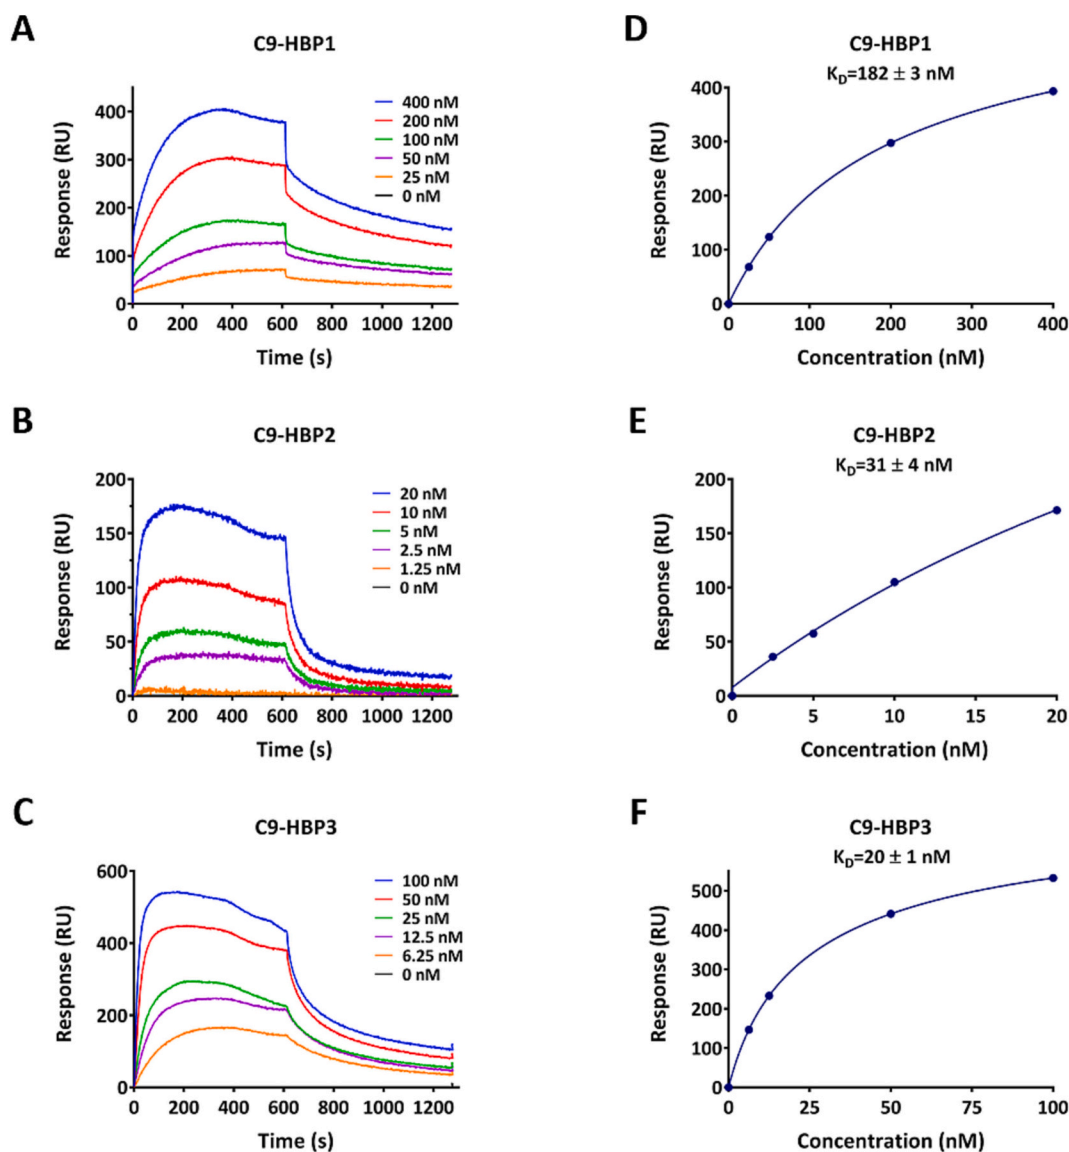 A
C9-HBP1
Response (RU)
400
300
200
100
0
0 200 400 600 800 1000 1200
Time (s)
400 nM
200 nM
100 nM
50 nM
25 nM
0 nM
D
C9-HBP1
K_D=182 ± 3 nM
Response (RU)
400
300
200
100
0
0 100 200 300 400
Concentration (nM)
B
C9-HBP2
Response (RU)
200
150
100
50
0
0 200 400 600 800 1000 1200
Time (s)
20 nM
10 nM
5 nM
2.5 nM
1.25 nM
0 nM
E
C9-HBP2
K_D=31 ± 4 nM
Response (RU)
200
150
100
50
0
0 5 10 15 20
Concentration (nM)
C
C9-HBP3
Response (RU)
600
400
200
0
0 200 400 600 800 1000 1200
Time (s)
100 nM
50 nM
25 nM
12.5 nM
6.25 nM
0 nM
F
C9-HBP3
K_D=20 ± 1 nM
Response (RU)
500
400
300
200
100
0
0 25 50 75 100
Concentration (nM)